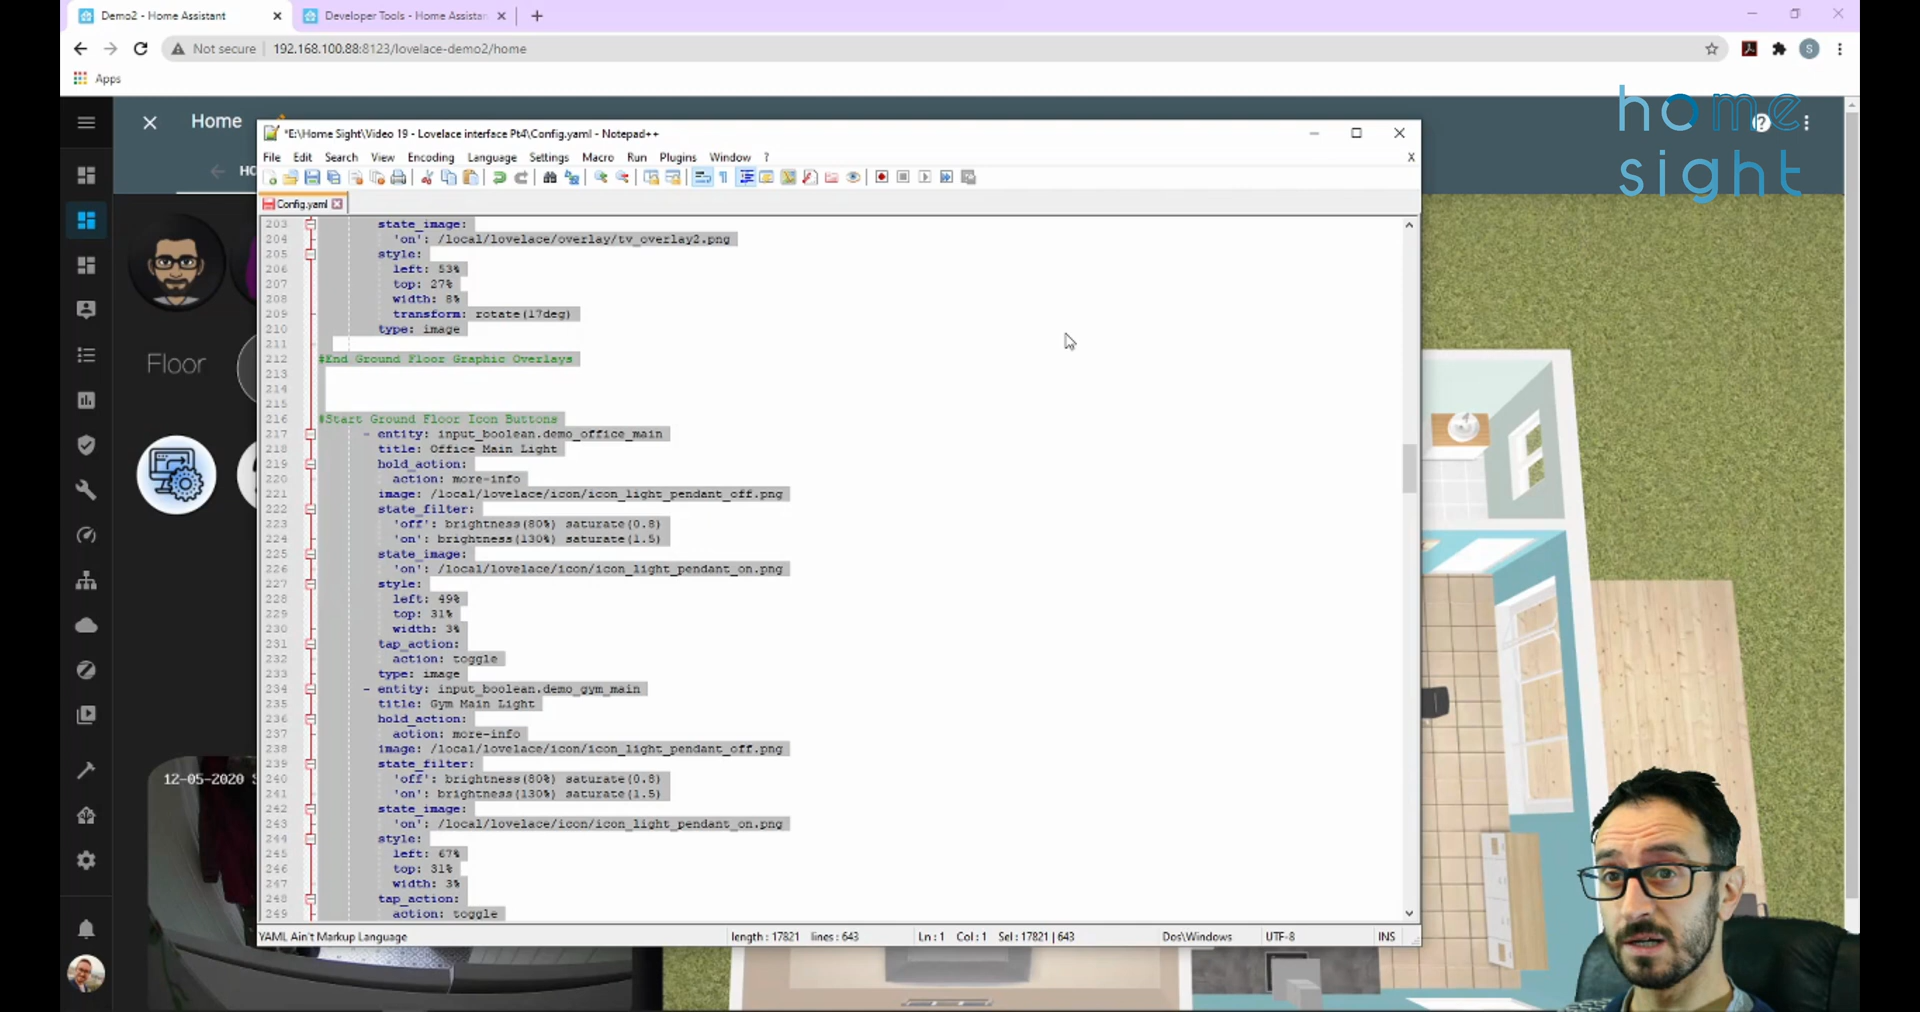 Demo2 - Home Assistant
Developer Tools - Home Assistan
Not secure
192.168.100.88:8123/lovelace-demo2/home
S
Apps
Home
HO
home
sight
Floor
12-05-2020 S
*E:\Home Sight\Video 19 - Lovelace interface Pt4\Config.yaml - Notepad++
File Edit Search View Encoding Language Settings Macro Run Plugins Window ?
X
Config.yaml
203 state_image:
204 'on': /local/lovelace/overlay/tv_overlay2.png
205 style:
206 left: 53%
207 top: 27%
208 width: 8%
209 transform: rotate(17deg)
210 type: image
211
212 #End Ground Floor Graphic Overlays
213
214
215
216 #Start Ground Floor Icon Buttons
217 - entity: input_boolean.demo_office_main
218 title: Office Main Light
219 hold_action:
220 action: more-info
221 image: /local/lovelace/icon/icon_light_pendant_off.png
222 state_filter:
223 'off': brightness(80%) saturate(0.8)
224 'on': brightness(130%) saturate(1.5)
225 state_image:
226 'on': /local/lovelace/icon/icon_light_pendant_on.png
227 style:
228 left: 49%
229 top: 31%
230 width: 3%
231 tap_action:
232 action: toggle
233 type: image
234 - entity: input_boolean.demo_gym_main
235 title: Gym Main Light
236 hold_action:
237 action: more-info
238 image: /local/lovelace/icon/icon_light_pendant_off.png
239 state_filter:
240 'off': brightness(80%) saturate(0.8)
241 'on': brightness(130%) saturate(1.5)
242 state_image:
243 'on': /local/lovelace/icon/icon_light_pendant_on.png
244 style:
245 left: 67%
246 top: 31%
247 width: 3%
248 tap_action:
249 action: toggle
YAML Ain't Markup Language length : 17821 lines : 643 Ln : 1 Col : 1 Sel : 17821 | 643 Dos\Windows UTF-8 INS